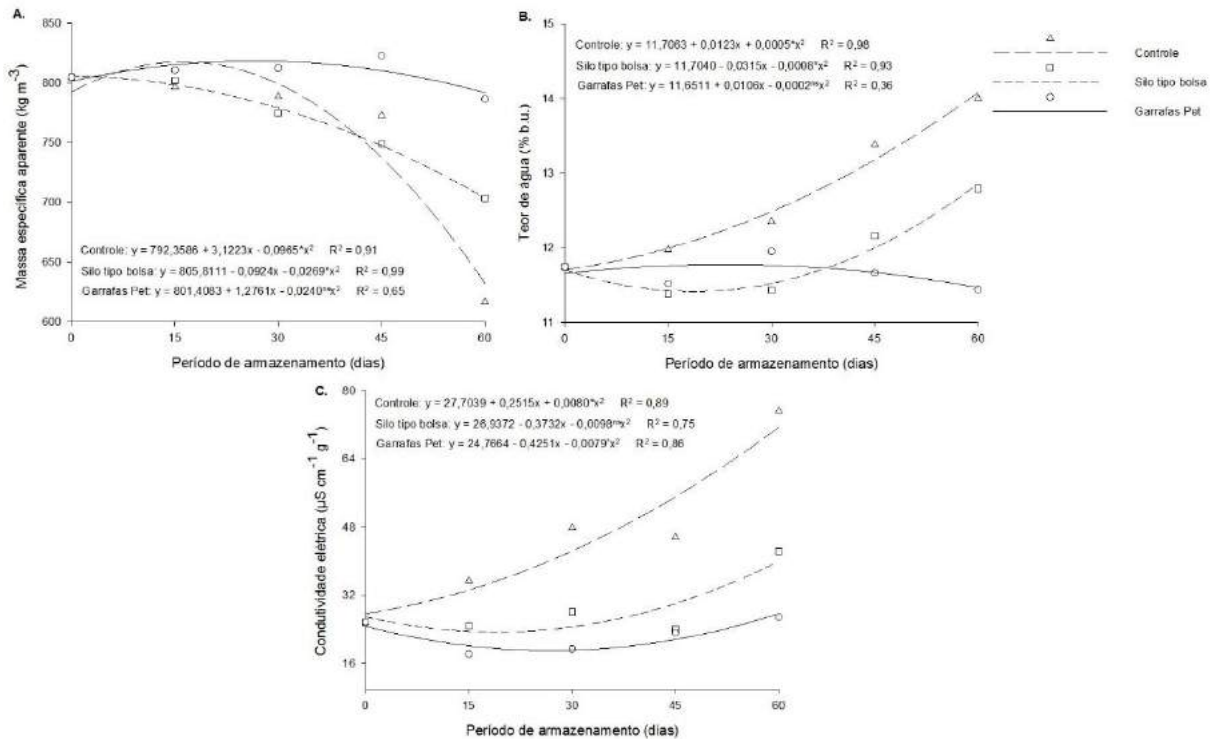 A.
850
800
750
700
650
600
Massa específica aparente (kg m⁻³)
Controle: y = 792,3586 + 3,1223x - 0,0965*x² R² = 0,91
Silo tipo bolsa: y = 805,8111 - 0,0924x - 0,0269*x² R² = 0,99
Garrafas Pet: y = 801,4083 + 1,2761x - 0,0240ⁿˢx² R² = 0,65
0 15 30 45 60
Período de armazenamento (dias)
B.
15
14
13
12
11
Teor de água (% b.u.)
Controle: y = 11,7063 + 0,0123x + 0,0005*x² R² = 0,98
Silo tipo bolsa: y = 11,7040 - 0,0315x - 0,0008*x² R² = 0,93
Garrafas Pet: y = 11,6511 + 0,0106x - 0,0002ⁿˢx² R² = 0,36
0 15 30 45 60
Período de armazenamento (dias)
Controle
Silo tipo bolsa
Garrafas Pet
C.
80
64
48
32
16
Condutividade elétrica (µS cm⁻¹ g⁻¹)
Controle: y = 27,7039 + 0,2515x + 0,0080*x² R² = 0,89
Silo tipo bolsa: y = 26,9372 - 0,3732x - 0,0098ⁿˢx² R² = 0,75
Garrafas Pet: y = 24,7664 - 0,4251x - 0,0079*x² R² = 0,86
0 15 30 45 60
Período de armazenamento (dias)